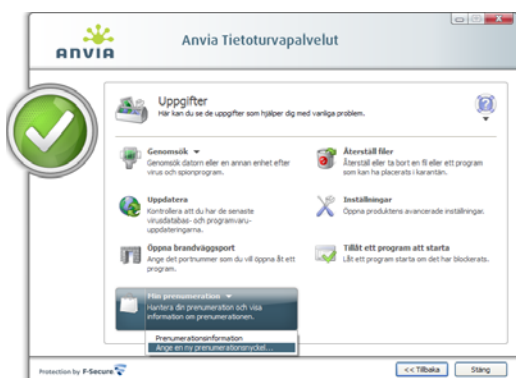 ANVIA
Anvia Tietoturvapalvelut
Uppgifter
Här kan du se de uppgifter som hjälper dig med vanliga problem.
Genomsök
Genomsök datorn eller en annan enhet efter
virus och spionprogram.
Återställ filer
Återställ eller ta bort en fil eller ett program
som kan ha placerats i karantän.
Uppdatera
Kontrollera att du har de senaste
virusdatabas- och programvaru-
uppdateringarna.
Inställningar
Öppna produktens avancerade inställningar.
Öppna brandväggsport
Ange det portnummer som du vill öppna åt ett
program.
Tillåt ett program att starta
Låt ett program starta om det har blockerats.
Min prenumeration
Hantera din prenumeration och visa
information om prenumerationen.
Prenumerationsinformation
Ange en ny prenumerationsnyckel...
Protection by F-Secure
<< Tillbaka
Stäng